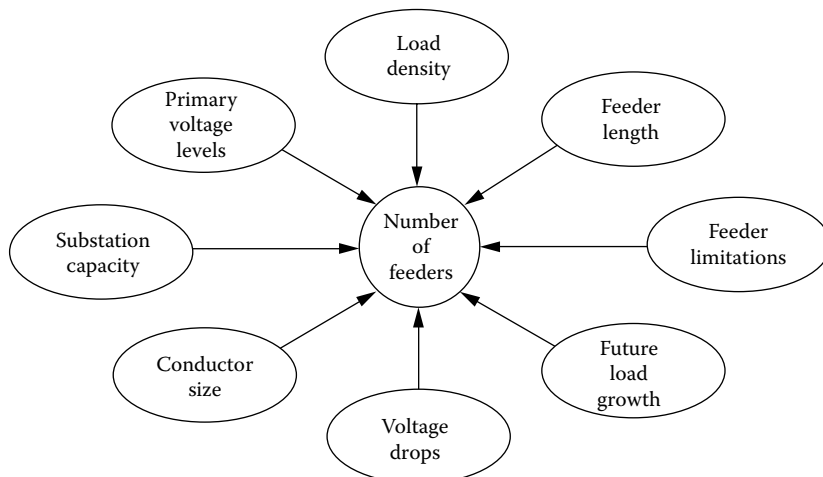 Load
density
Primary
voltage
levels
Feeder
length
Number
of
feeders
Substation
capacity
Feeder
limitations
Conductor
size
Future
load
growth
Voltage
drops